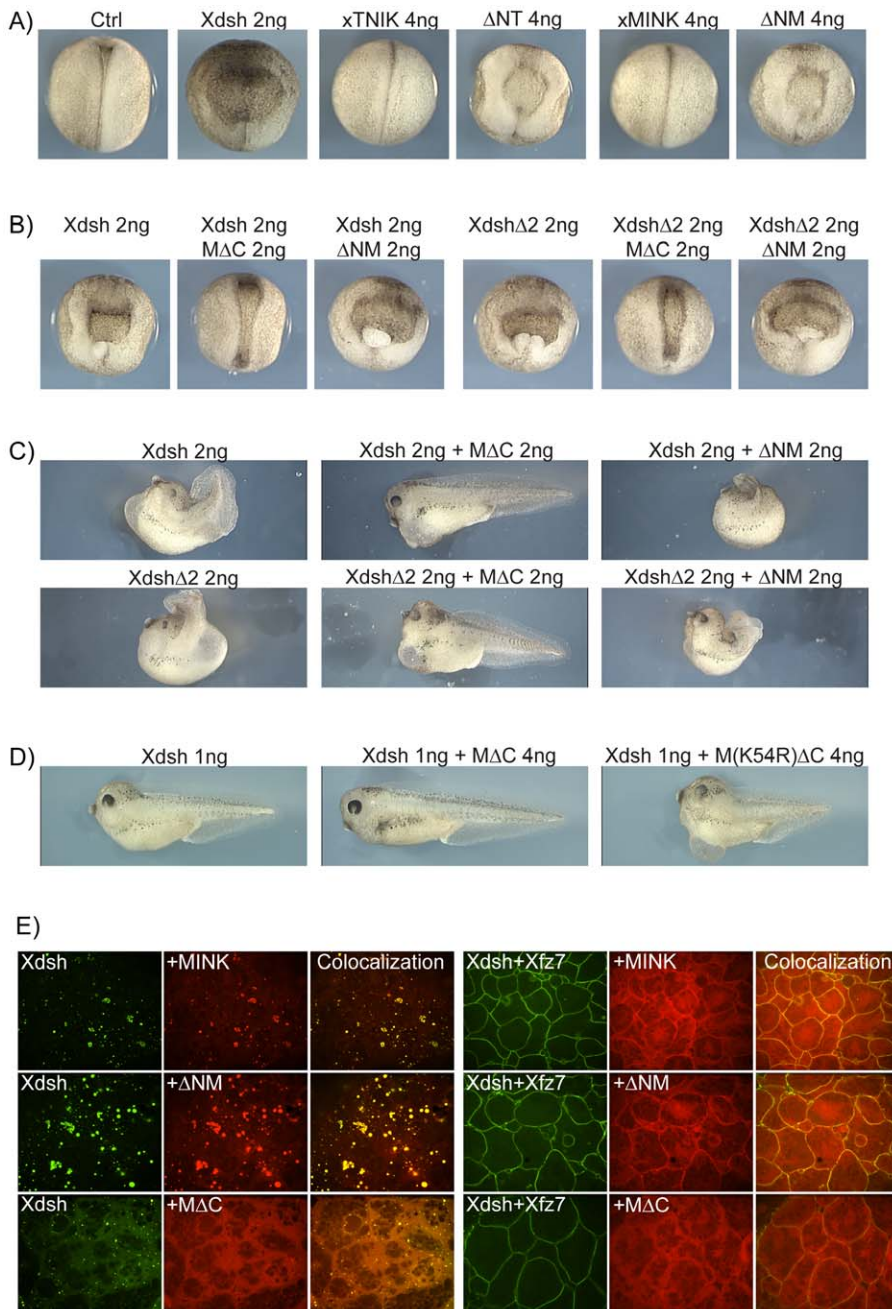 A)
Ctrl
Xdsh 2ng
xTNIK 4ng
ΔNT 4ng
xMINK 4ng
ΔNM 4ng
B)
Xdsh 2ng
Xdsh 2ng
MΔC 2ng
Xdsh 2ng
ΔNM 2ng
XdshΔ2 2ng
XdshΔ2 2ng
MΔC 2ng
XdshΔ2 2ng
ΔNM 2ng
C)
Xdsh 2ng
Xdsh 2ng + MΔC 2ng
Xdsh 2ng + ΔNM 2ng
XdshΔ2 2ng
XdshΔ2 2ng + MΔC 2ng
XdshΔ2 2ng + ΔNM 2ng
D)
Xdsh 1ng
Xdsh 1ng + MΔC 4ng
Xdsh 1ng + M(K54R)ΔC 4ng
E)
Xdsh
+MINK
Colocalization
Xdsh+Xfz7
+MINK
Colocalization
Xdsh
+ΔNM
Xdsh+Xfz7
+ΔNM
Xdsh
+MΔC
Xdsh+Xfz7
+MΔC